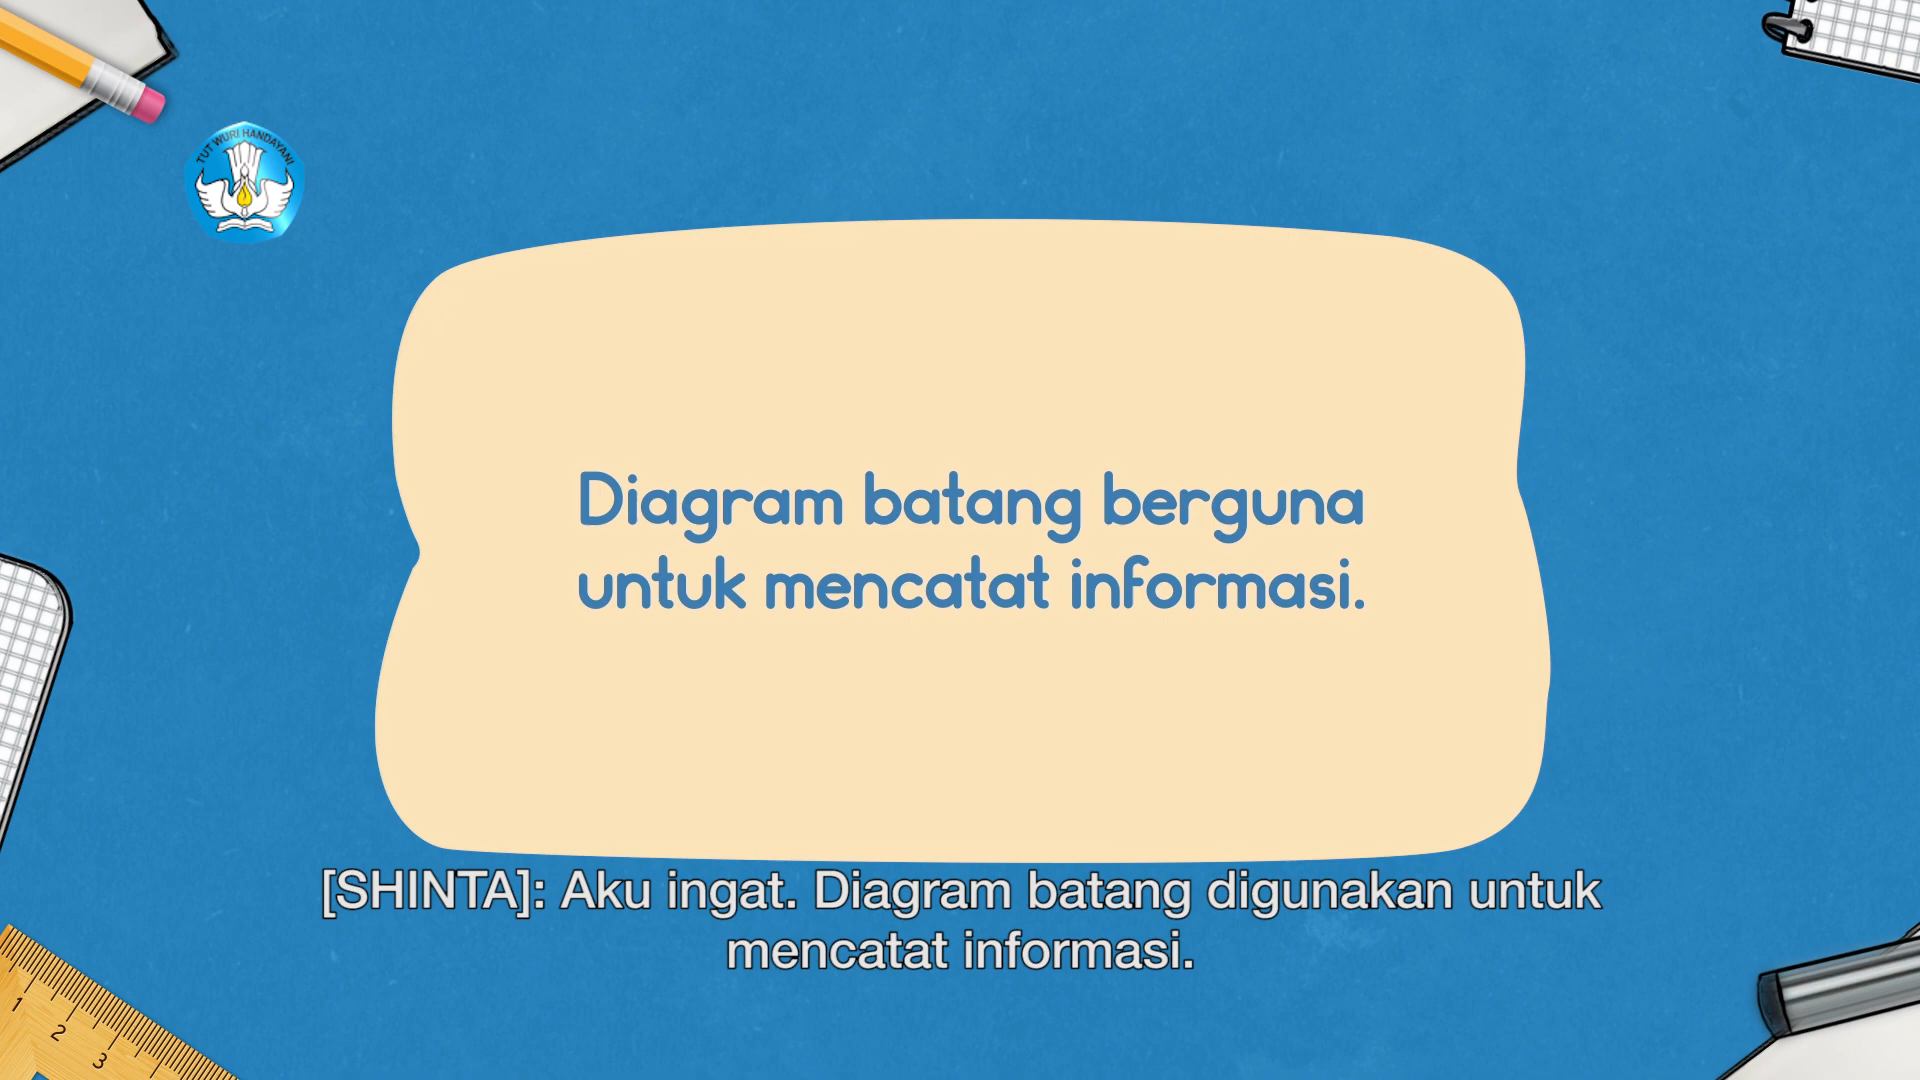 TUT WURI HANDAYANI
Diagram batang berguna
untuk mencatat informasi.
[SHINTA]: Aku ingat. Diagram batang digunakan untuk
mencatat informasi.
1
2
3